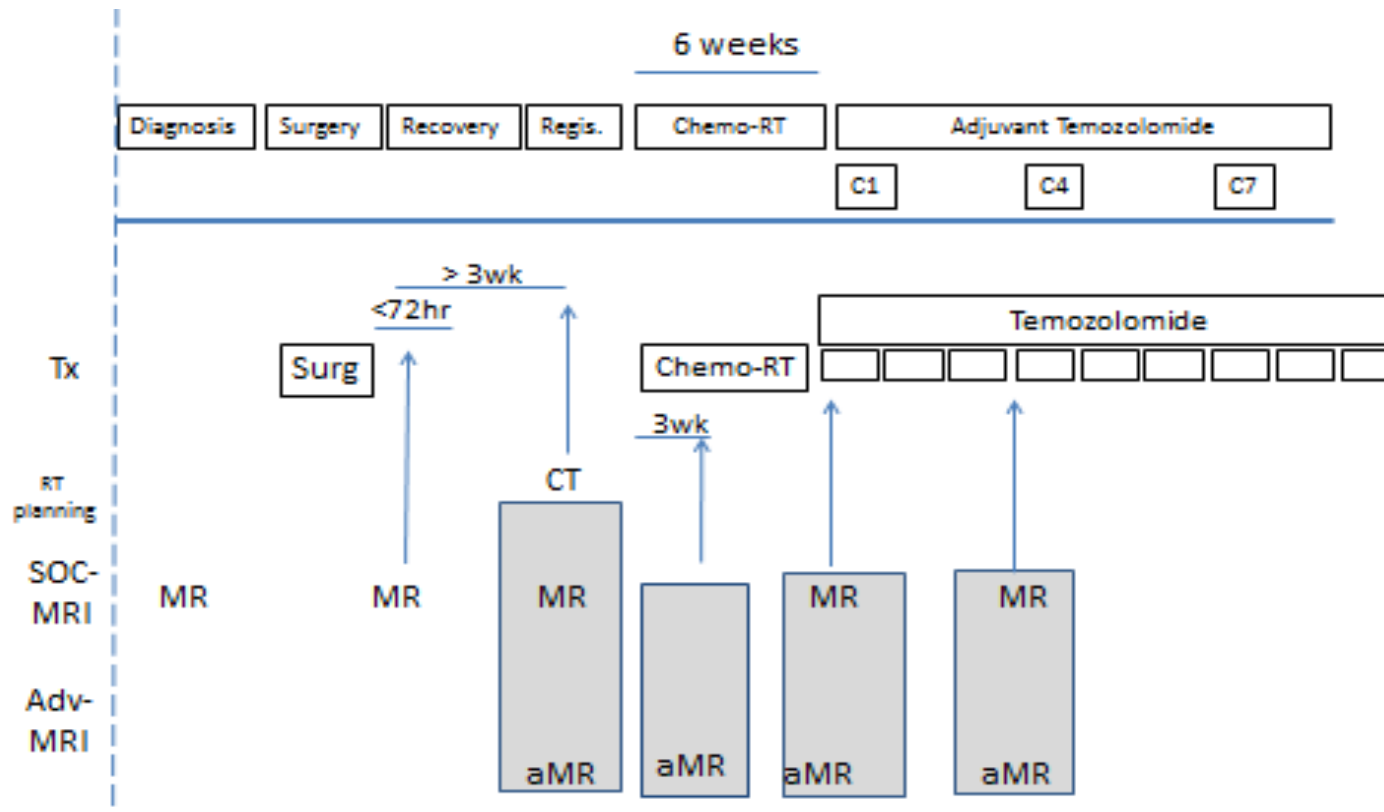 6 weeks
Diagnosis Surgery Recovery Regis. Chemo-RT Adjuvant Temozolomide
C1 C4 C7
> 3wk
<72hr
Temozolomide
Tx Surg Chemo-RT
3wk
RT
planning
CT
SOC-
MRI
MR MR MR MR MR
Adv-
MRI
aMR aMR aMR aMR